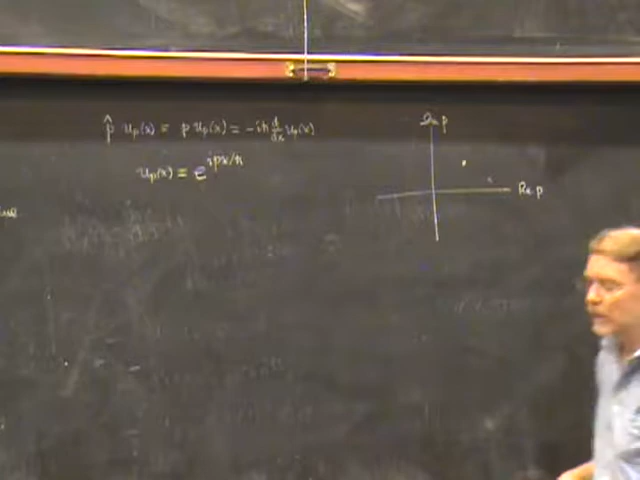 p̂ u_p(x) = p u_p(x) = -iħ d/dx u_p(x)
u_p(x) = e^{ipx/ħ}
Im p
Re p